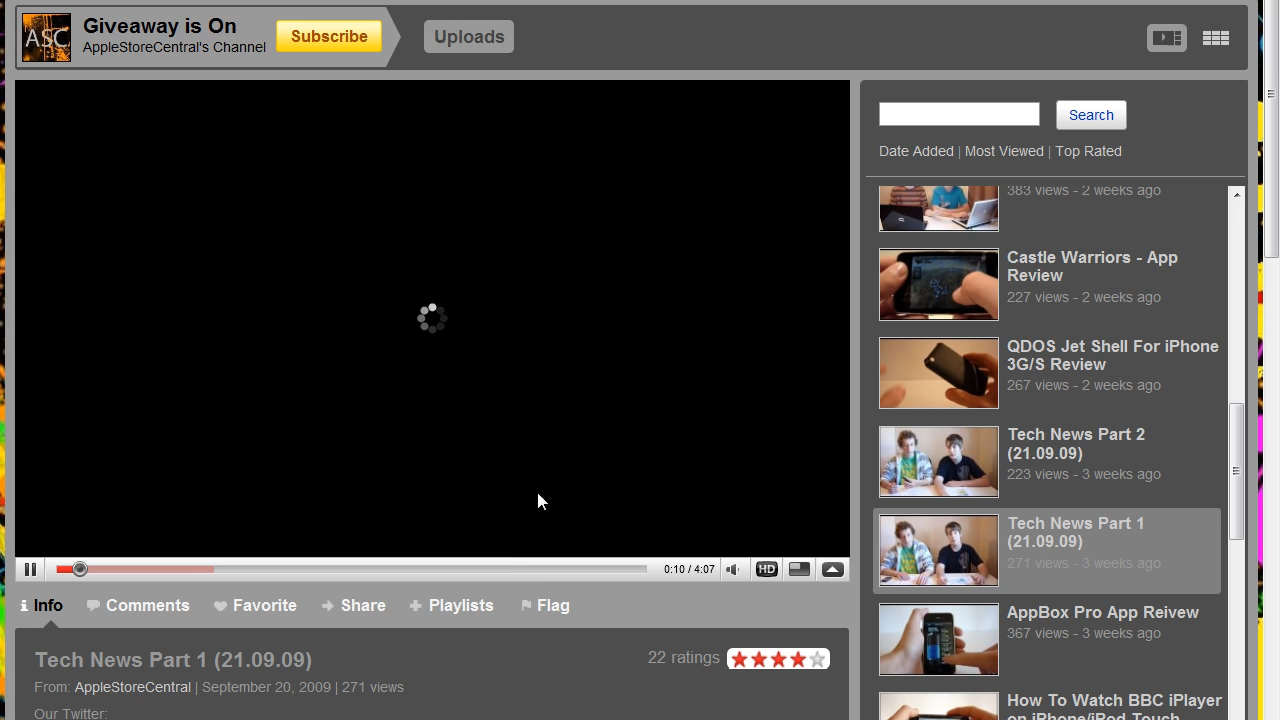 Giveaway is On
AppleStoreCentral's Channel
ASC
Subscribe
Uploads
Search
Date Added | Most Viewed | Top Rated
383 views - 2 weeks ago
Castle Warriors - App
Review
227 views - 2 weeks ago
QDOS Jet Shell For iPhone
3G/S Review
267 views - 2 weeks ago
Tech News Part 2
(21.09.09)
223 views - 3 weeks ago
Tech News Part 1
(21.09.09)
271 views - 3 weeks ago
AppBox Pro App Reivew
367 views - 3 weeks ago
How To Watch BBC iPlayer
on iPhone/iPod Touch
0:10 / 4:07
HD
Info
Comments
Favorite
Share
Playlists
Flag
Tech News Part 1 (21.09.09)
22 ratings
From: AppleStoreCentral | September 20, 2009 | 271 views
Our Twitter: